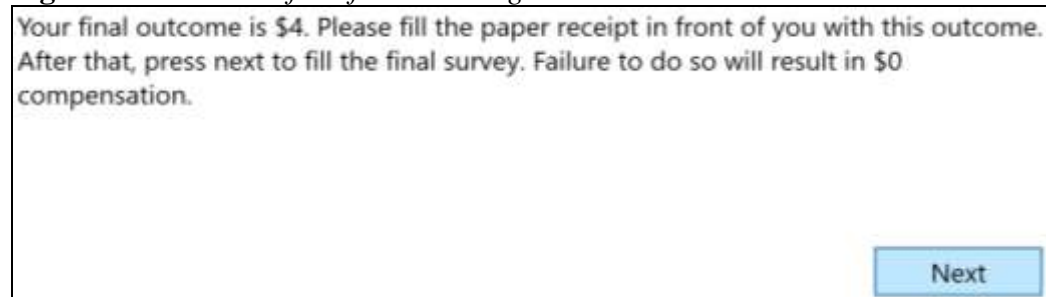 Your final outcome is $4. Please fill the paper receipt in front of you with this outcome.
After that, press next to fill the final survey. Failure to do so will result in $0
compensation.
Next